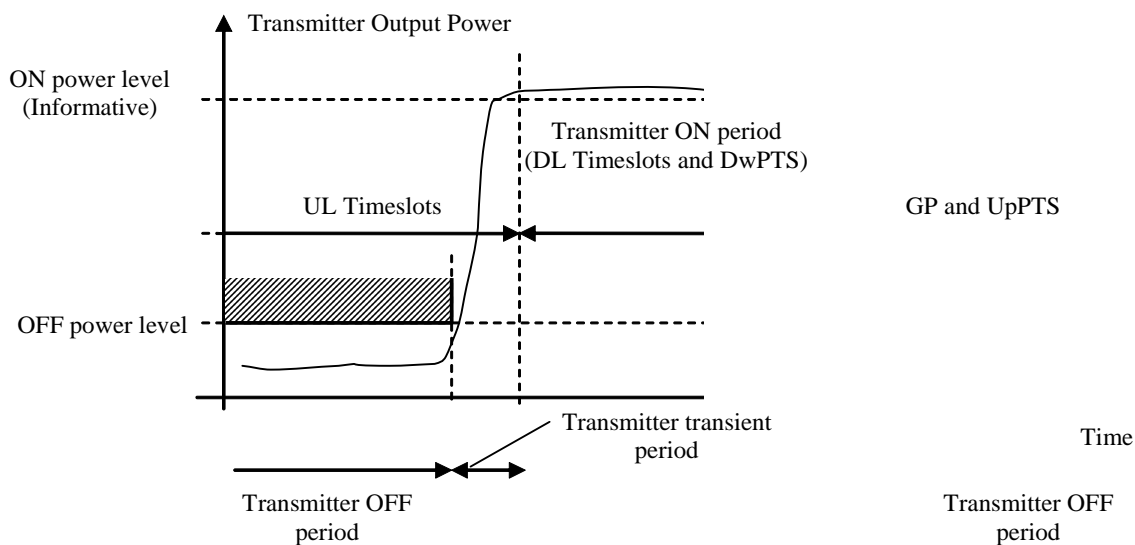 Transmitter Output Power
ON power level
(Informative)
Transmitter ON period
(DL Timeslots and DwPTS)
UL Timeslots
GP and UpPTS
OFF power level
Transmitter transient
period
Time
Transmitter OFF
period
Transmitter OFF
period